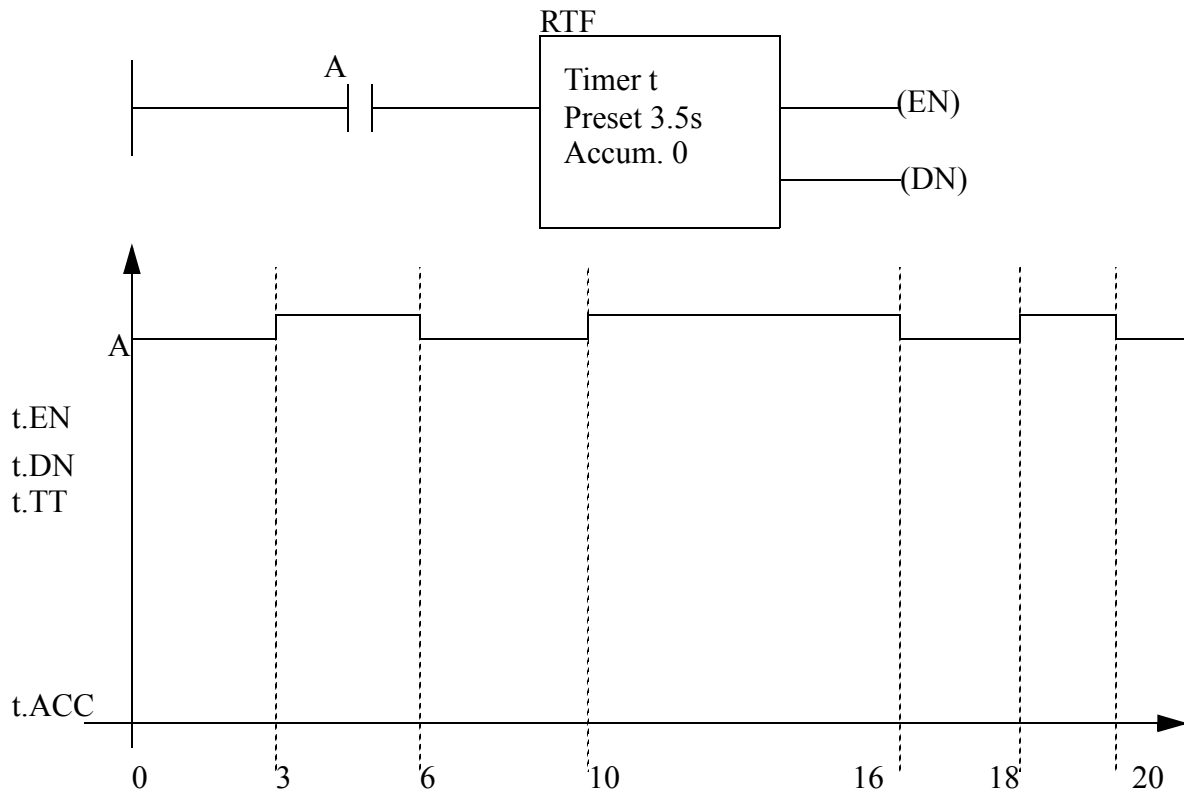 RTF
A
Timer t
Preset 3.5s
Accum. 0
(EN)
(DN)
A
t.EN
t.DN
t.TT
t.ACC
0 3 6 10 16 18 20